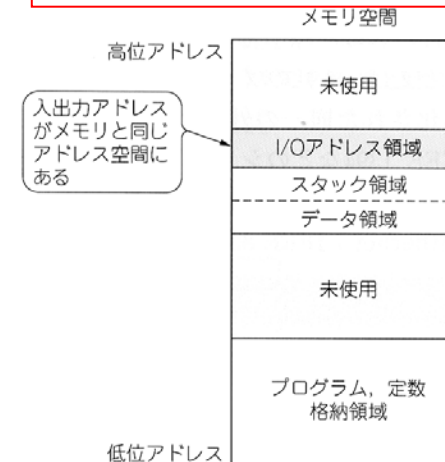 メモリ空間
高位アドレス
未使用
入出力アドレス
がメモリと同じ
アドレス空間に
ある
I/Oアドレス領域
スタック領域
データ領域
未使用
プログラム，定数
格納領域
低位アドレス